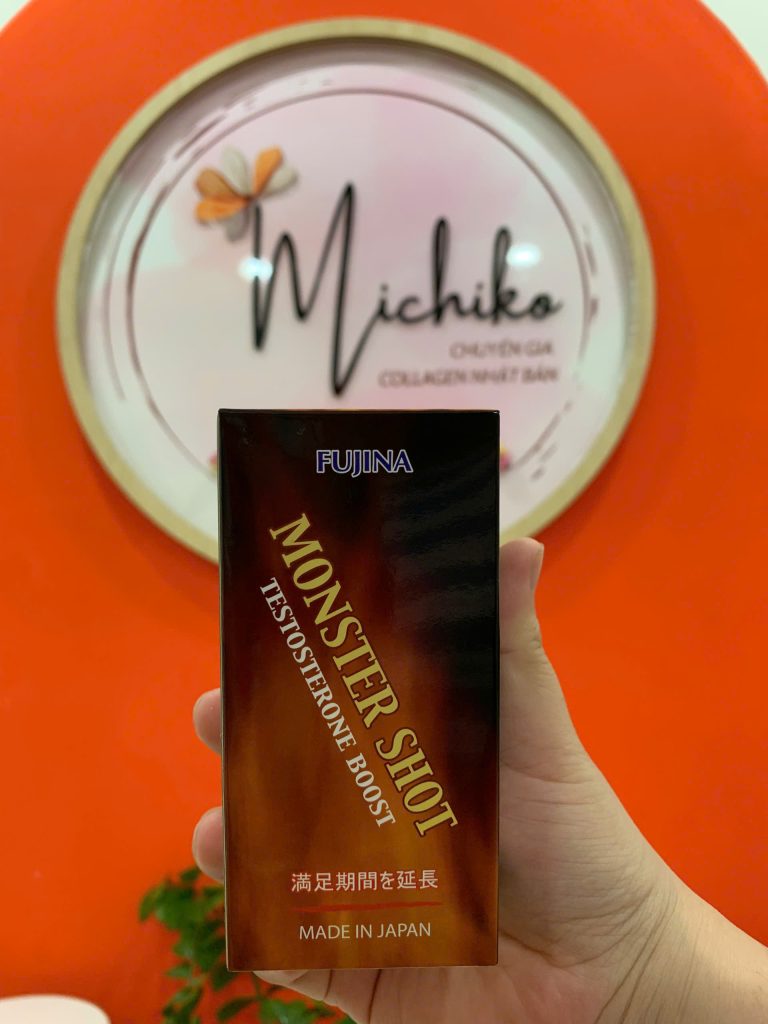 Michiko
CHUYÊN GIA
COLLAGEN NHẬT BẢN
FUJINA
MONSTER SHOT
TESTOSTERONE BOOST
満足期間を延長
MADE IN JAPAN